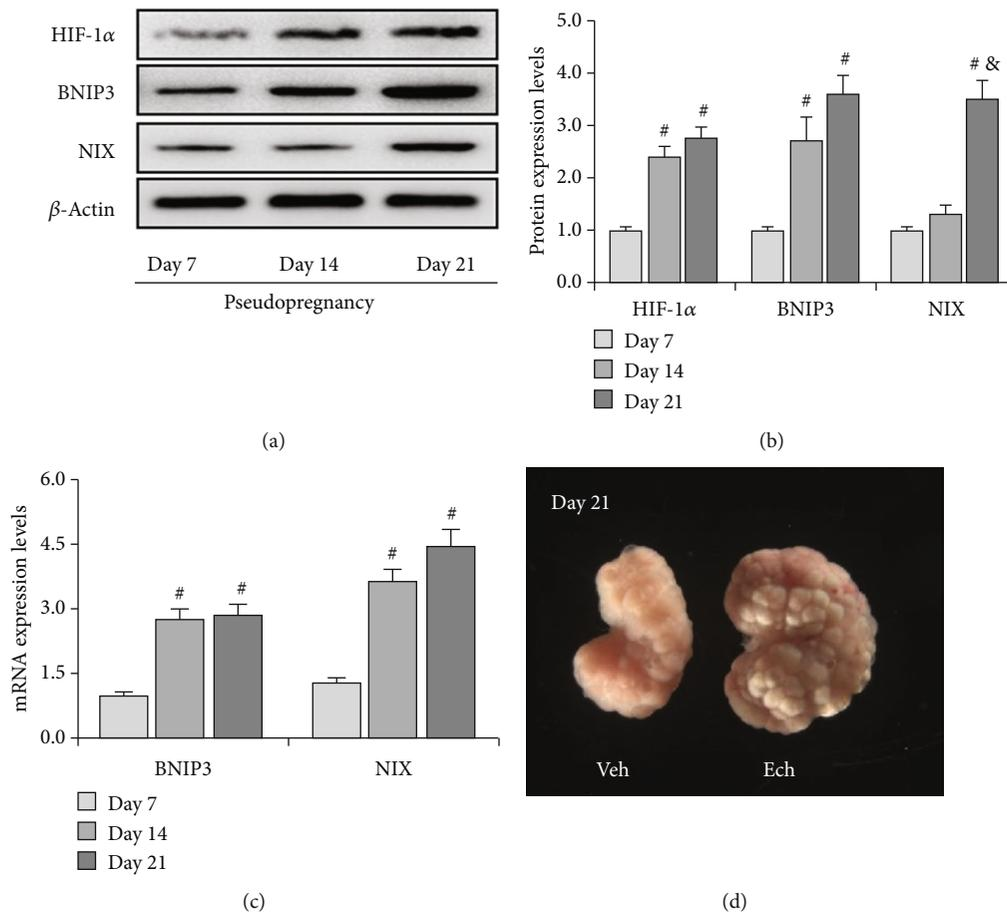 HIF-1α
BNIP3
NIX
β-Actin
Day 7 Day 14 Day 21
Pseudopregnancy
(a)
Protein expression levels
5.0
4.0
3.0
2.0
1.0
0.0
# #
# #
# &
HIF-1α BNIP3 NIX
Day 7
Day 14
Day 21
(b)
mRNA expression levels
6.0
4.5
3.0
1.5
0.0
# #
# #
BNIP3 NIX
Day 7
Day 14
Day 21
(c)
Day 21
Veh Ech
(d)